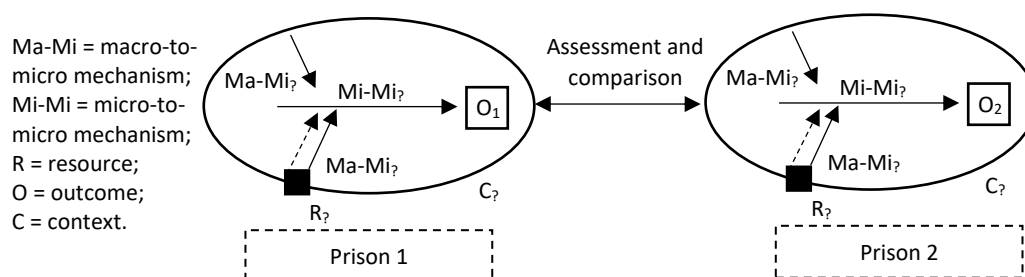 Ma-Mi = macro-to-
micro mechanism;
Mi-Mi = micro-to-
micro mechanism;
R = resource;
O = outcome;
C = context.
Ma-Mi?
Mi-Mi?
O1
Ma-Mi?
C?
R?
Prison 1
Assessment and
comparison
Ma-Mi?
Mi-Mi?
O2
Ma-Mi?
C?
R?
Prison 2